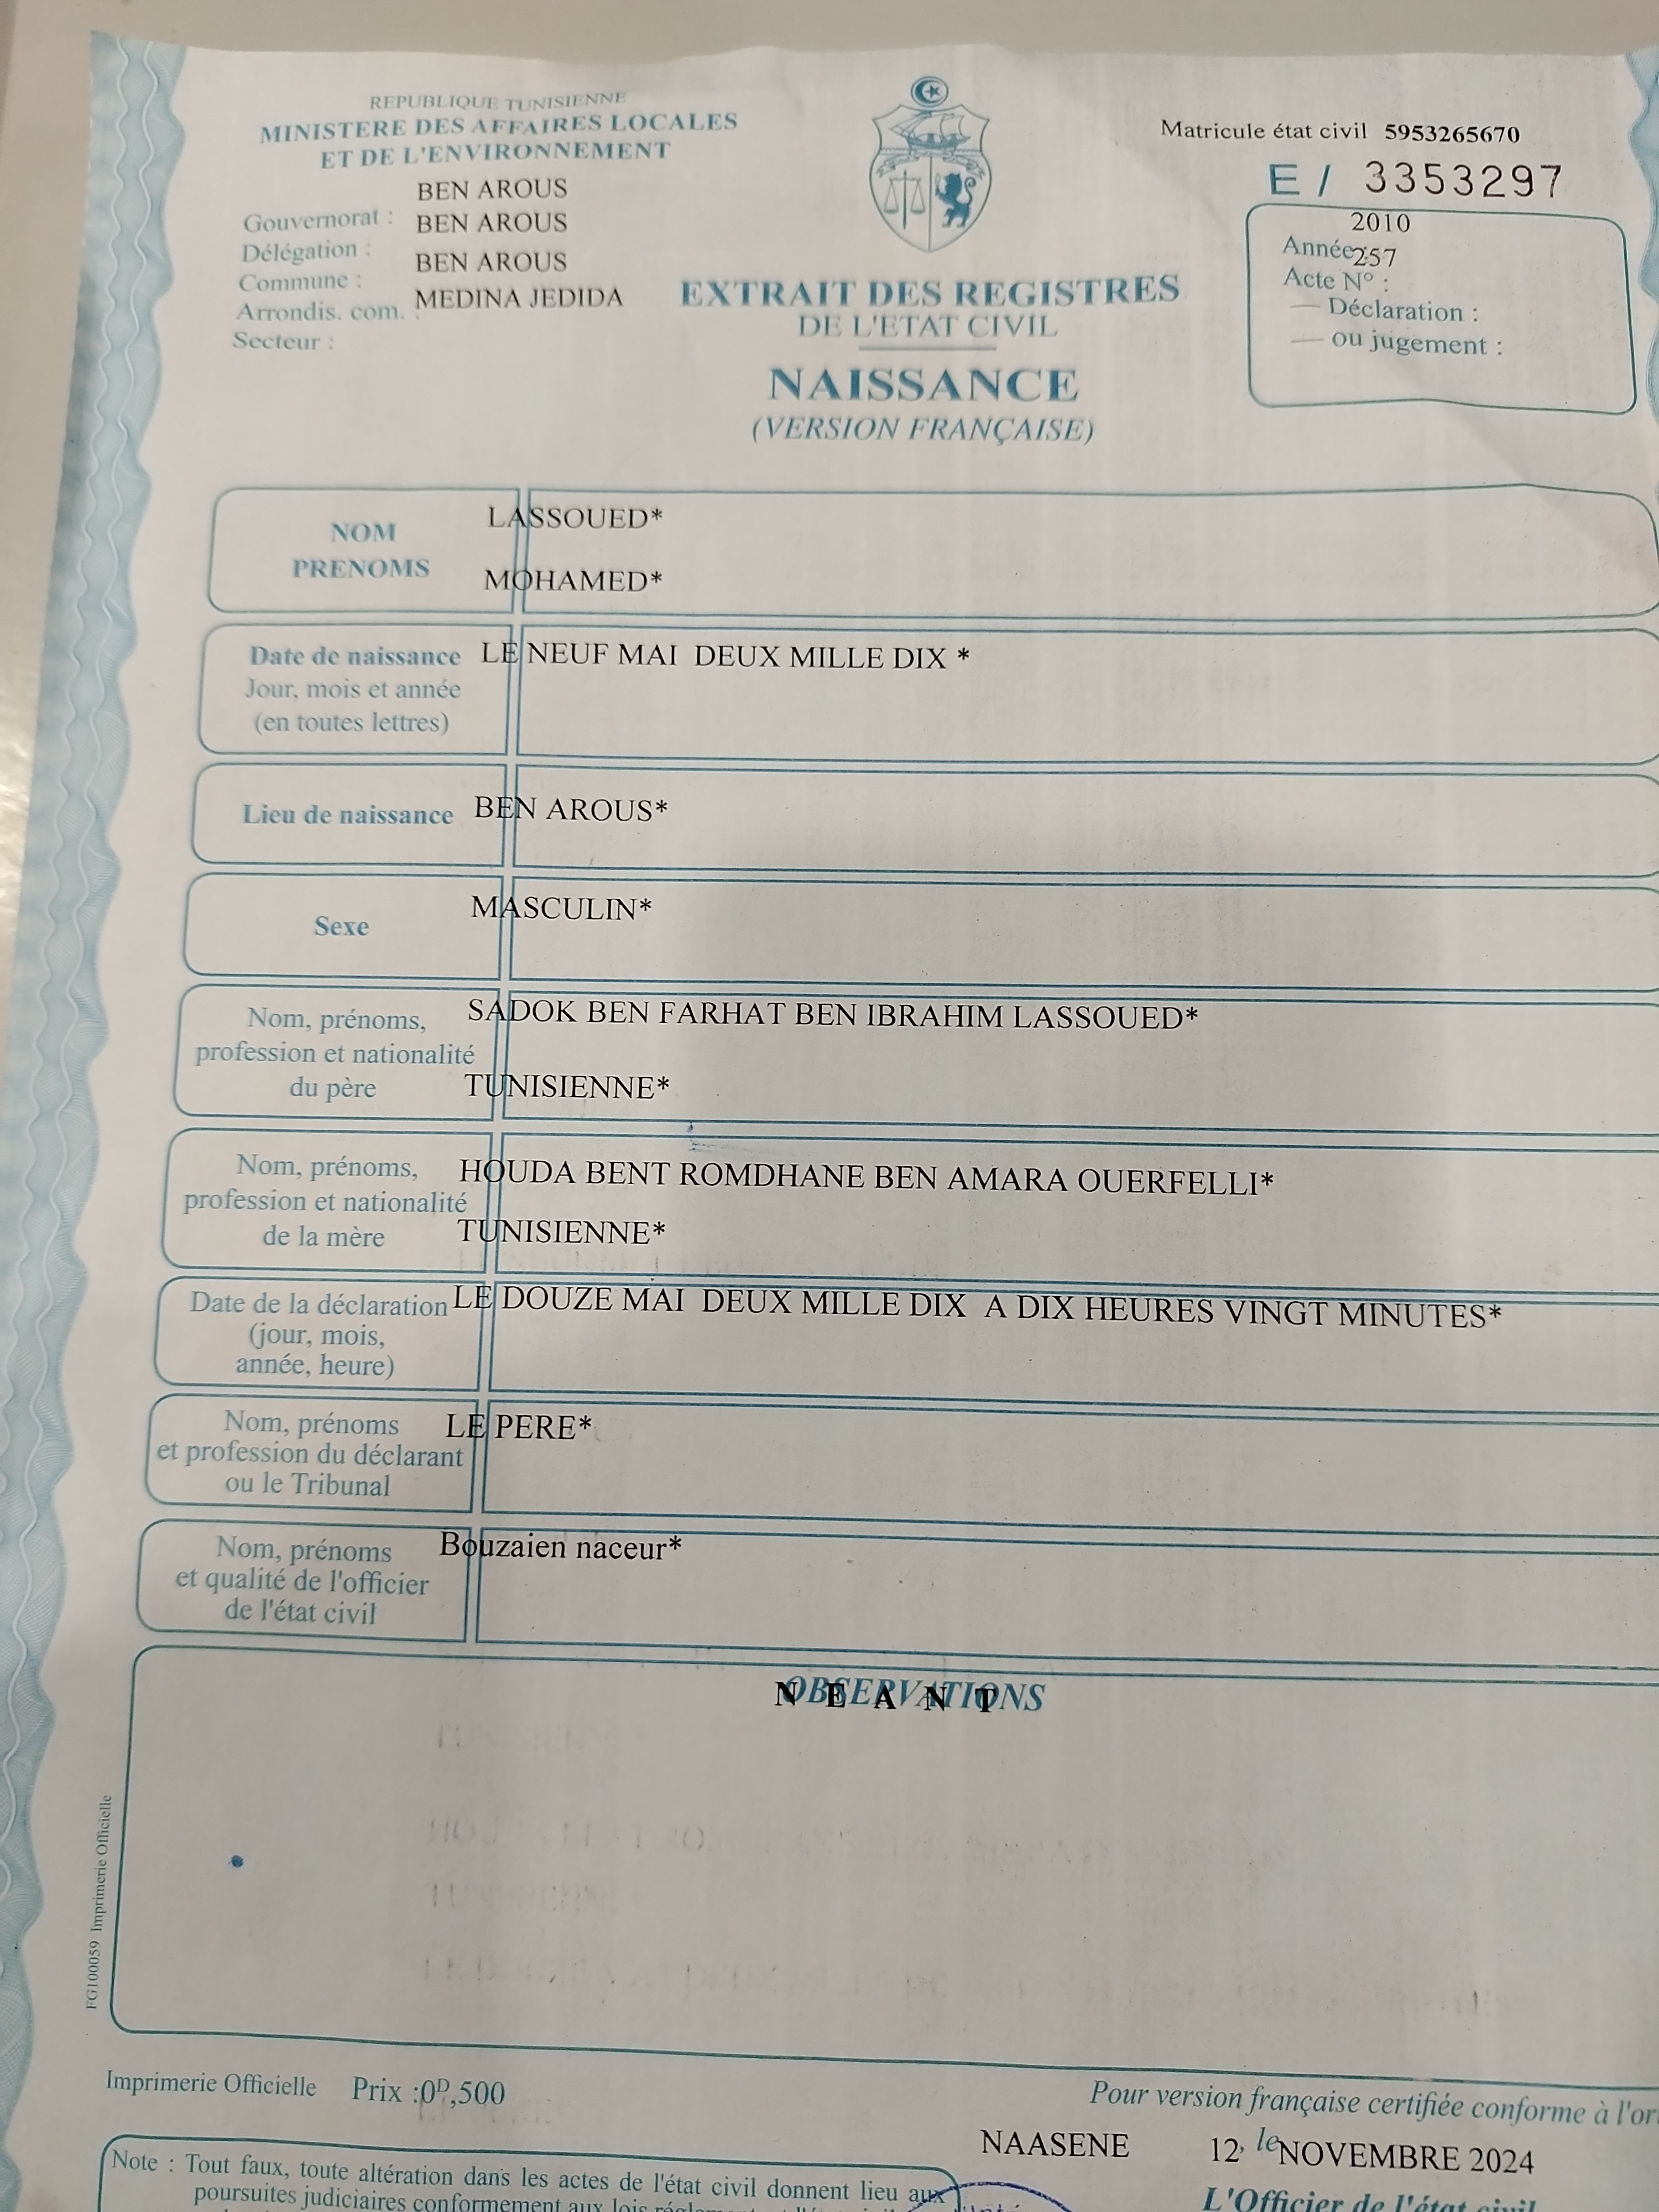 REPUBLIQUE TUNISIENNE
MINISTERE DES AFFAIRES LOCALES
ET DE L'ENVIRONNEMENT
BEN AROUS
Gouvernorat : BEN AROUS
Délégation :
Commune : BEN AROUS
Arrondis. com. : MEDINA JEDIDA
Secteur :
Matricule état civil 5953265670
E / 3353297
2010
Année :
257
Acte N° :
— Déclaration :
— ou jugement :
EXTRAIT DES REGISTRES
DE L'ETAT CIVIL
NAISSANCE
(VERSION FRANÇAISE)
NOM LASSOUED*
PRENOMS MOHAMED*
Date de naissance LE NEUF MAI DEUX MILLE DIX *
Jour, mois et année
(en toutes lettres)
Lieu de naissance BEN AROUS*
Sexe MASCULIN*
Nom, prénoms, SADOK BEN FARHAT BEN IBRAHIM LASSOUED*
profession et nationalité
du père TUNISIENNE*
Nom, prénoms, HOUDA BENT ROMDHANE BEN AMARA OUERFELLI*
profession et nationalité
de la mère TUNISIENNE*
Date de la déclaration LE DOUZE MAI DEUX MILLE DIX A DIX HEURES VINGT MINUTES*
(jour, mois,
année, heure)
Nom, prénoms LE PERE*
et profession du déclarant
ou le Tribunal
Nom, prénoms Bouzaien naceur*
et qualité de l'officier
de l'état civil
OBSERVATIONS
N E A N T
FG100059 Imprimerie Officielle
Imprimerie Officielle Prix :0D,500
Pour version française certifiée conforme à l'ori
NAASENE 12, le NOVEMBRE 2024
Note : Tout faux, toute altération dans les actes de l'état civil donnent lieu aux
poursuites judiciaires conformement aux lois
L'Officier de l'état civil